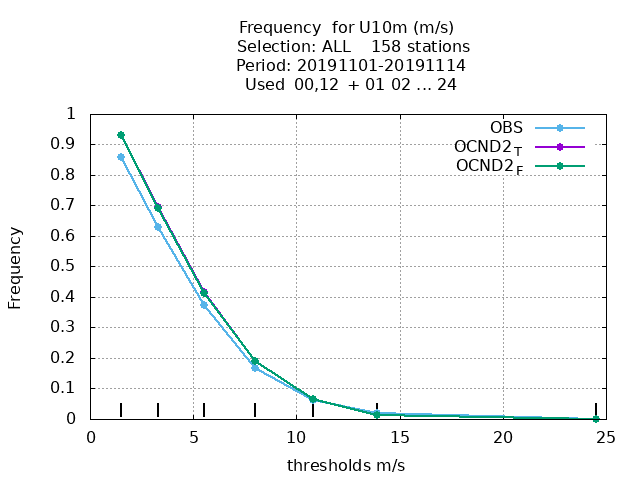 Frequency  for U10m (m/s)
Selection: ALL    158 stations
Period: 20191101-20191114
Used  00,12  + 01 02 ... 24
OBS
OCND2_T
OCND2_F
1
0.9
0.8
0.7
0.6
0.5
0.4
0.3
0.2
0.1
0
Frequency
0 5 10 15 20 25
thresholds m/s